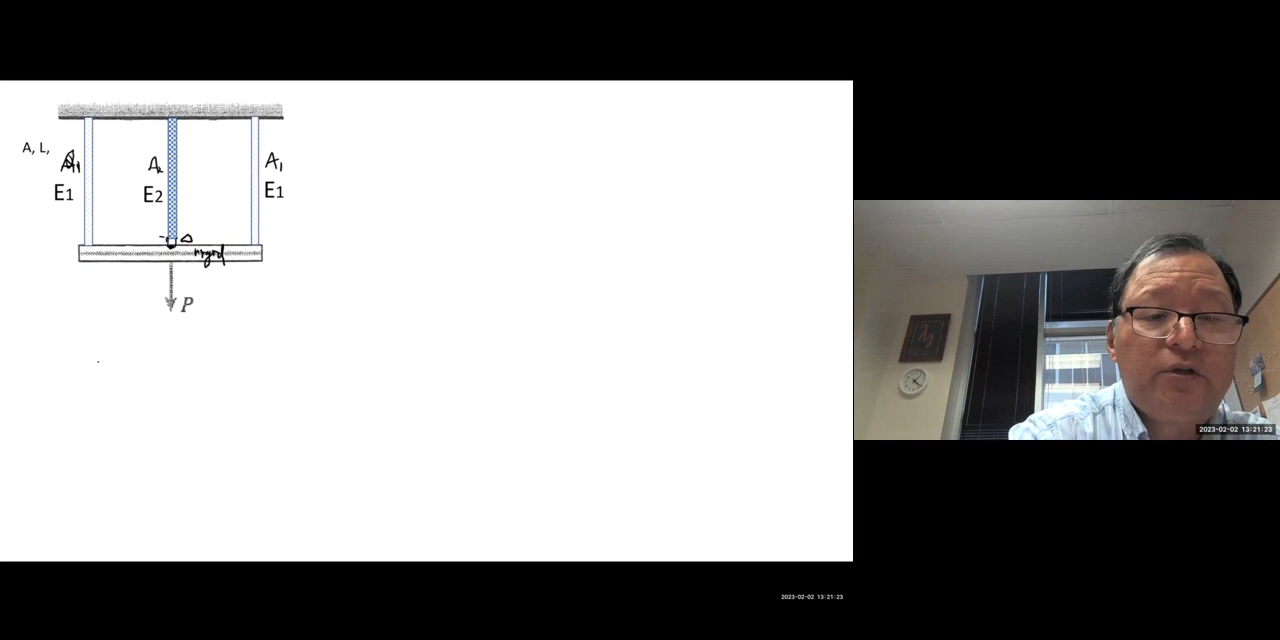 A, L,
A₁
E1
A₂
E2
A₁
E1
Δ
rigid
P
2023-02-02 13:21:23
2023-02-02 13:21:23